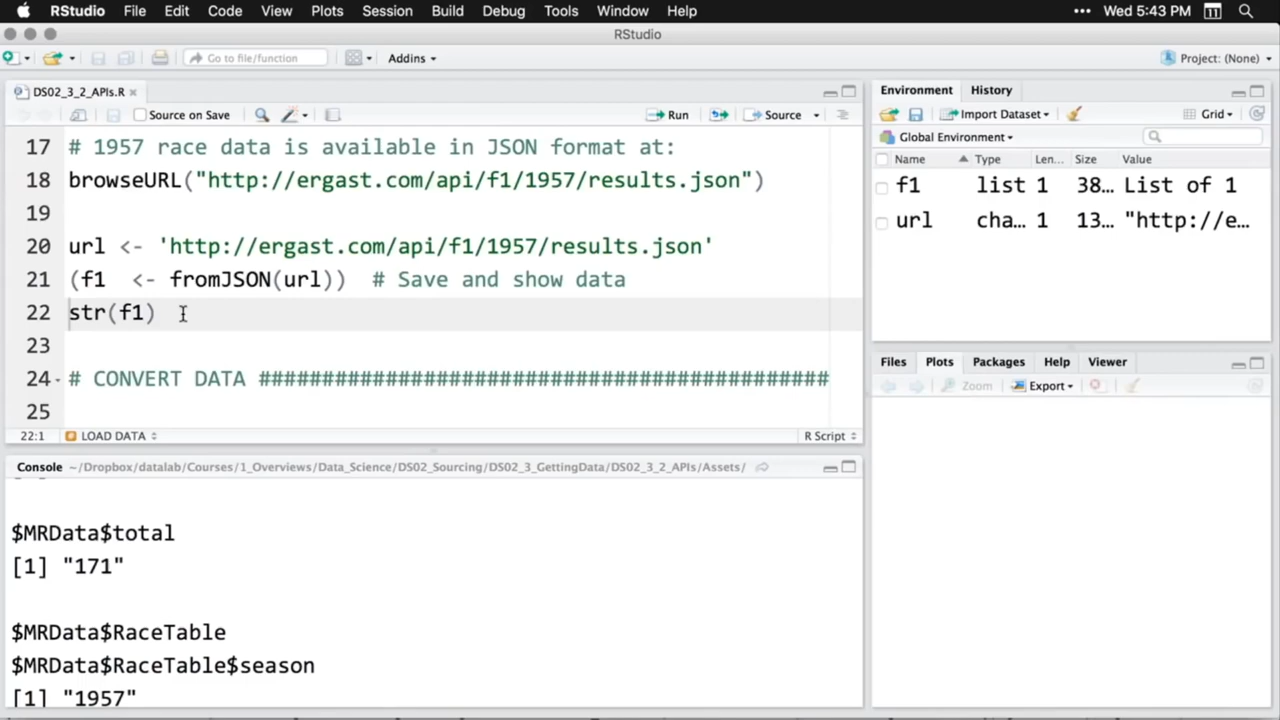 RStudio File Edit Code View Plots Session Build Debug Tools Window Help ••• Wed 5:43 PM 11
RStudio
Go to file/function Addins Project: (None)
DS02_3_2_APIs.R
Source on Save Run Source
17 # 1957 race data is available in JSON format at:
18 browseURL("http://ergast.com/api/f1/1957/results.json")
19
20 url <- 'http://ergast.com/api/f1/1957/results.json'
21 (f1  <- fromJSON(url))  # Save and show data
22 str(f1)
23
24 # CONVERT DATA #############################################
25
22:1 LOAD DATA R Script
Console ~/Dropbox/datalab/Courses/1_Overviews/Data_Science/DS02_Sourcing/DS02_3_GettingData/DS02_3_2_APIs/Assets/
$MRData$total
[1] "171"
$MRData$RaceTable
$MRData$RaceTable$season
[1] "1957"
Environment History
Import Dataset Grid
Global Environment
Name Type Len... Size Value
f1 list 1 38... List of 1
url cha... 1 13... "http://e...
Files Plots Packages Help Viewer
Zoom Export